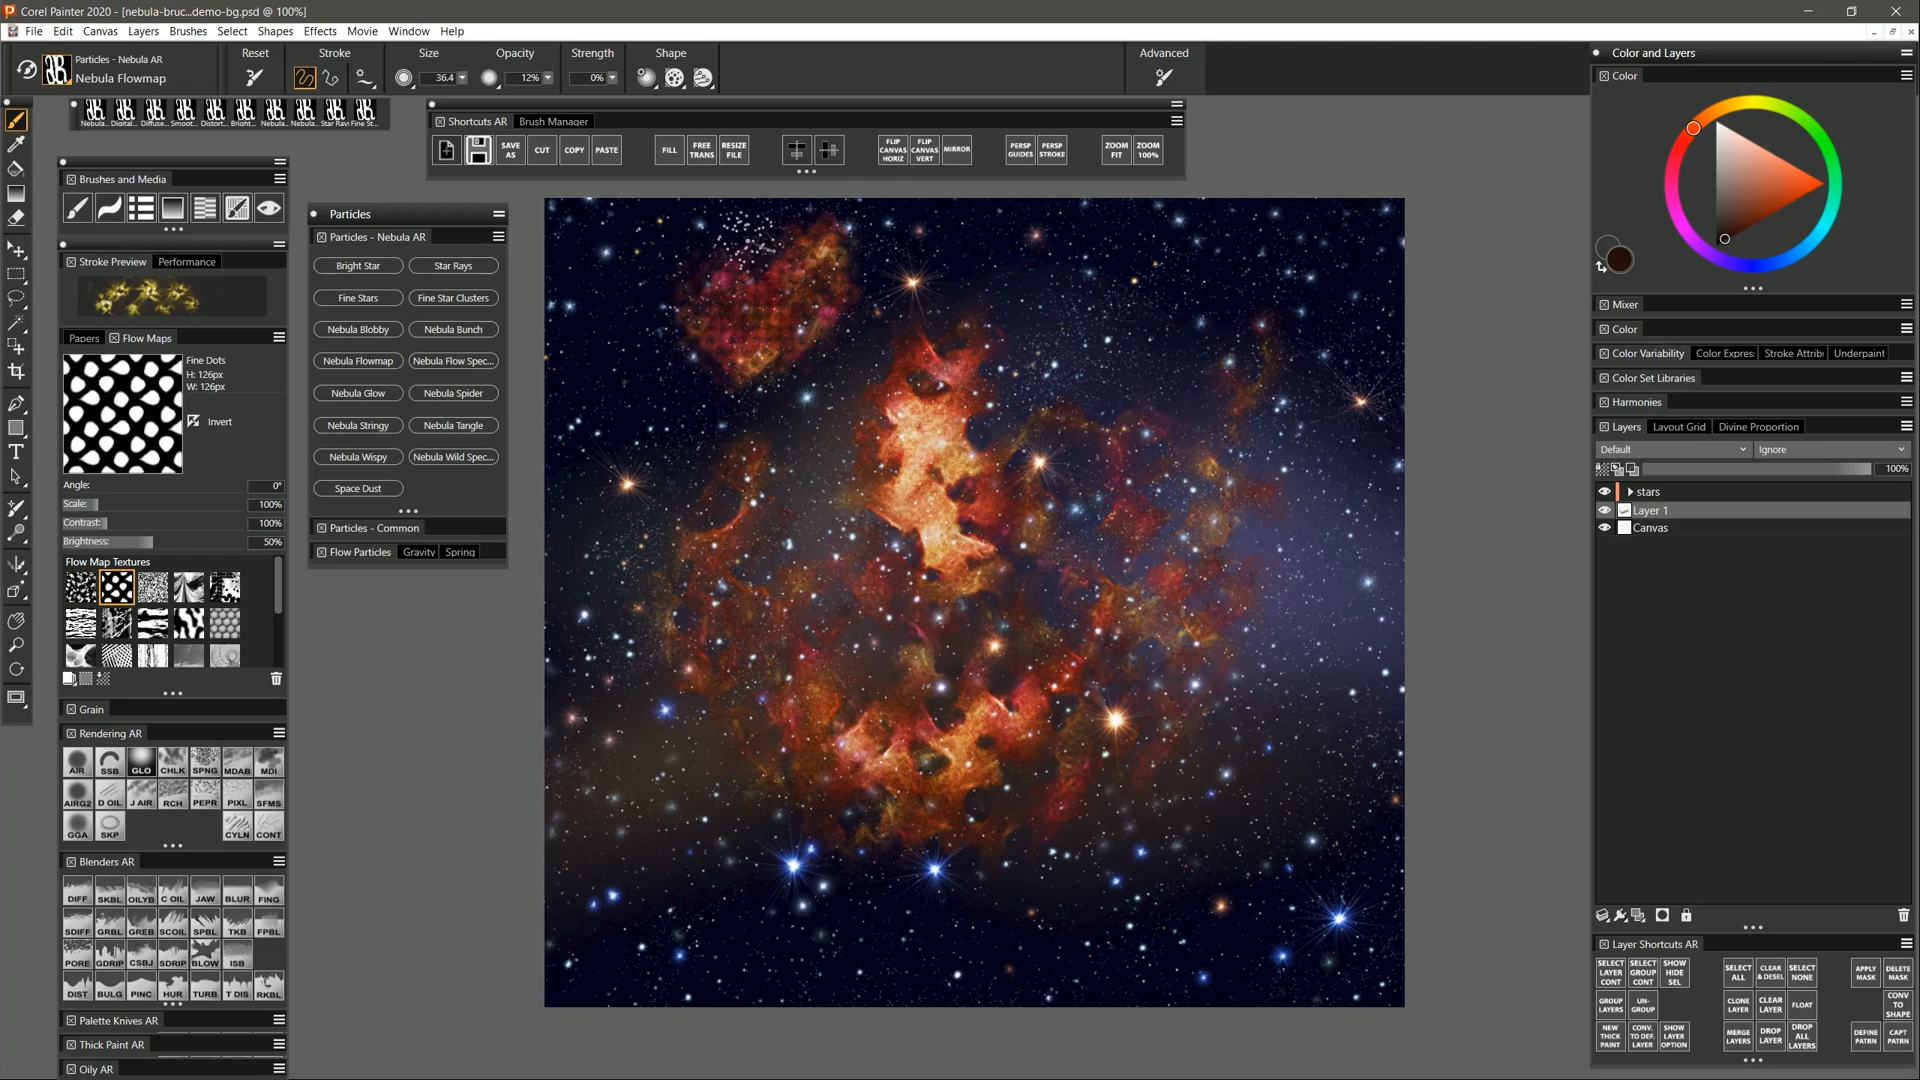 Corel Painter 2020 - [nebula-bruc...demo-bg.psd @ 100%]
File Edit Canvas Layers Brushes Select Shapes Effects Movie Window Help
Particles - Nebula AR
Nebula Flowmap
Reset Stroke Size Opacity Strength Shape Advanced
36.4 12% 0%
Nebula... Digital... Diffuse... Smoot... Distort... Bright... Nebula... Nebula... Star Ray Fine St...
Shortcuts AR Brush Manager
SAVE AS CUT COPY PASTE FILL FREE TRANS RESIZE FILE FLIP CANVAS HORIZ FLIP CANVAS VERT MIRROR PERSP GUIDES PERSP STROKE ZOOM FIT ZOOM 100%
Brushes and Media
Stroke Preview Performance
Papers Flow Maps
Fine Dots
H: 126px
W: 126px
Invert
Angle: 0°
Scale: 100%
Contrast: 100%
Brightness: 50%
Flow Map Textures
Grain
Rendering AR
AIR SSB GLO CHLK SPNG MDAB MDI
AIRG2 D OIL J AIR RCH PEPR PIXL SFMS
GGA SKP CYLN CONT
Blenders AR
DIFF SKBL OILYB C OIL JAW BLUR FING
SDIFF GRBL GREB SCOIL SPBL TKB FPBL
PORE GDRIP CSBJ SDRIP BLOW ISB
DIST BULG PINC HUR TURB T DIS RKBL
Palette Knives AR
Thick Paint AR
Oily AR
Particles
Particles - Nebula AR
Bright Star Star Rays
Fine Stars Fine Star Clusters
Nebula Blobby Nebula Bunch
Nebula Flowmap Nebula Flow Spec...
Nebula Glow Nebula Spider
Nebula Stringy Nebula Tangle
Nebula Wispy Nebula Wild Spec...
Space Dust
Particles - Common
Flow Particles Gravity Spring
Color and Layers
Color
Mixer
Color
Color Variability Color Expres Stroke Attrib Underpaint
Color Set Libraries
Harmonies
Layers Layout Grid Divine Proportion
Default Ignore
100%
stars
Layer 1
Canvas
Layer Shortcuts AR
SELECT LAYER CONT SELECT GROUP CONT SHOW HIDE SEL SELECT ALL CLEAR & DESEL SELECT NONE APPLY MASK DELETE MASK
GROUP LAYERS UN-GROUP CLONE LAYER CLEAR LAYER FLOAT CONV TO SHAPE
NEW THICK PAINT CONV. TO DEF. LAYER SHOW LAYER OPTION MERGE LAYERS DROP LAYER DROP ALL LAYERS DEFINE PATRN CAPT PATRN